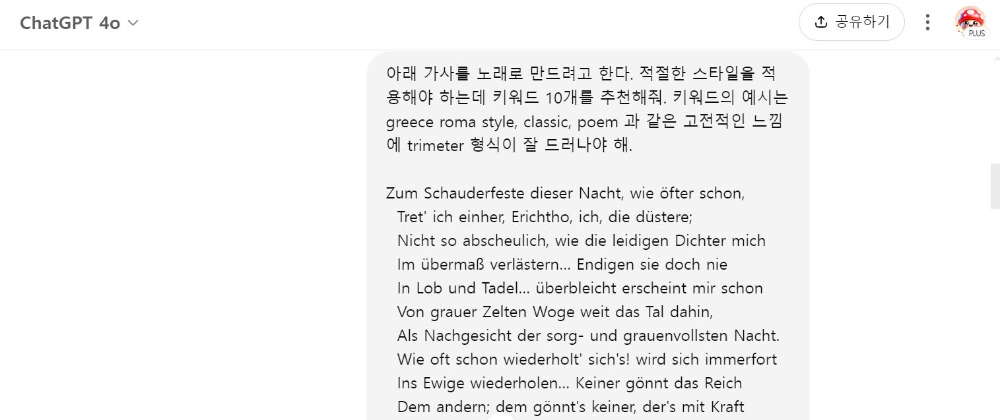 ChatGPT 4o
공유하기
PLUS
아래 가사를 노래로 만드려고 한다. 적절한 스타일을 적
용해야 하는데 키워드 10개를 추천해줘. 키워드의 예시는
greece roma style, classic, poem 과 같은 고전적인 느낌
에 trimeter 형식이 잘 드러나야 해.
Zum Schauderfeste dieser Nacht, wie öfter schon,
Tret' ich einher, Erichtho, ich, die düstere;
Nicht so abscheulich, wie die leidigen Dichter mich
Im übermaß verlästern... Endigen sie doch nie
In Lob und Tadel... überbleicht erscheint mir schon
Von grauer Zelten Woge weit das Tal dahin,
Als Nachgesicht der sorg- und grauenvollsten Nacht.
Wie oft schon wiederholt' sich's! wird sich immerfort
Ins Ewige wiederholen... Keiner gönnt das Reich
Dem andern; dem gönnt's keiner, der's mit Kraft